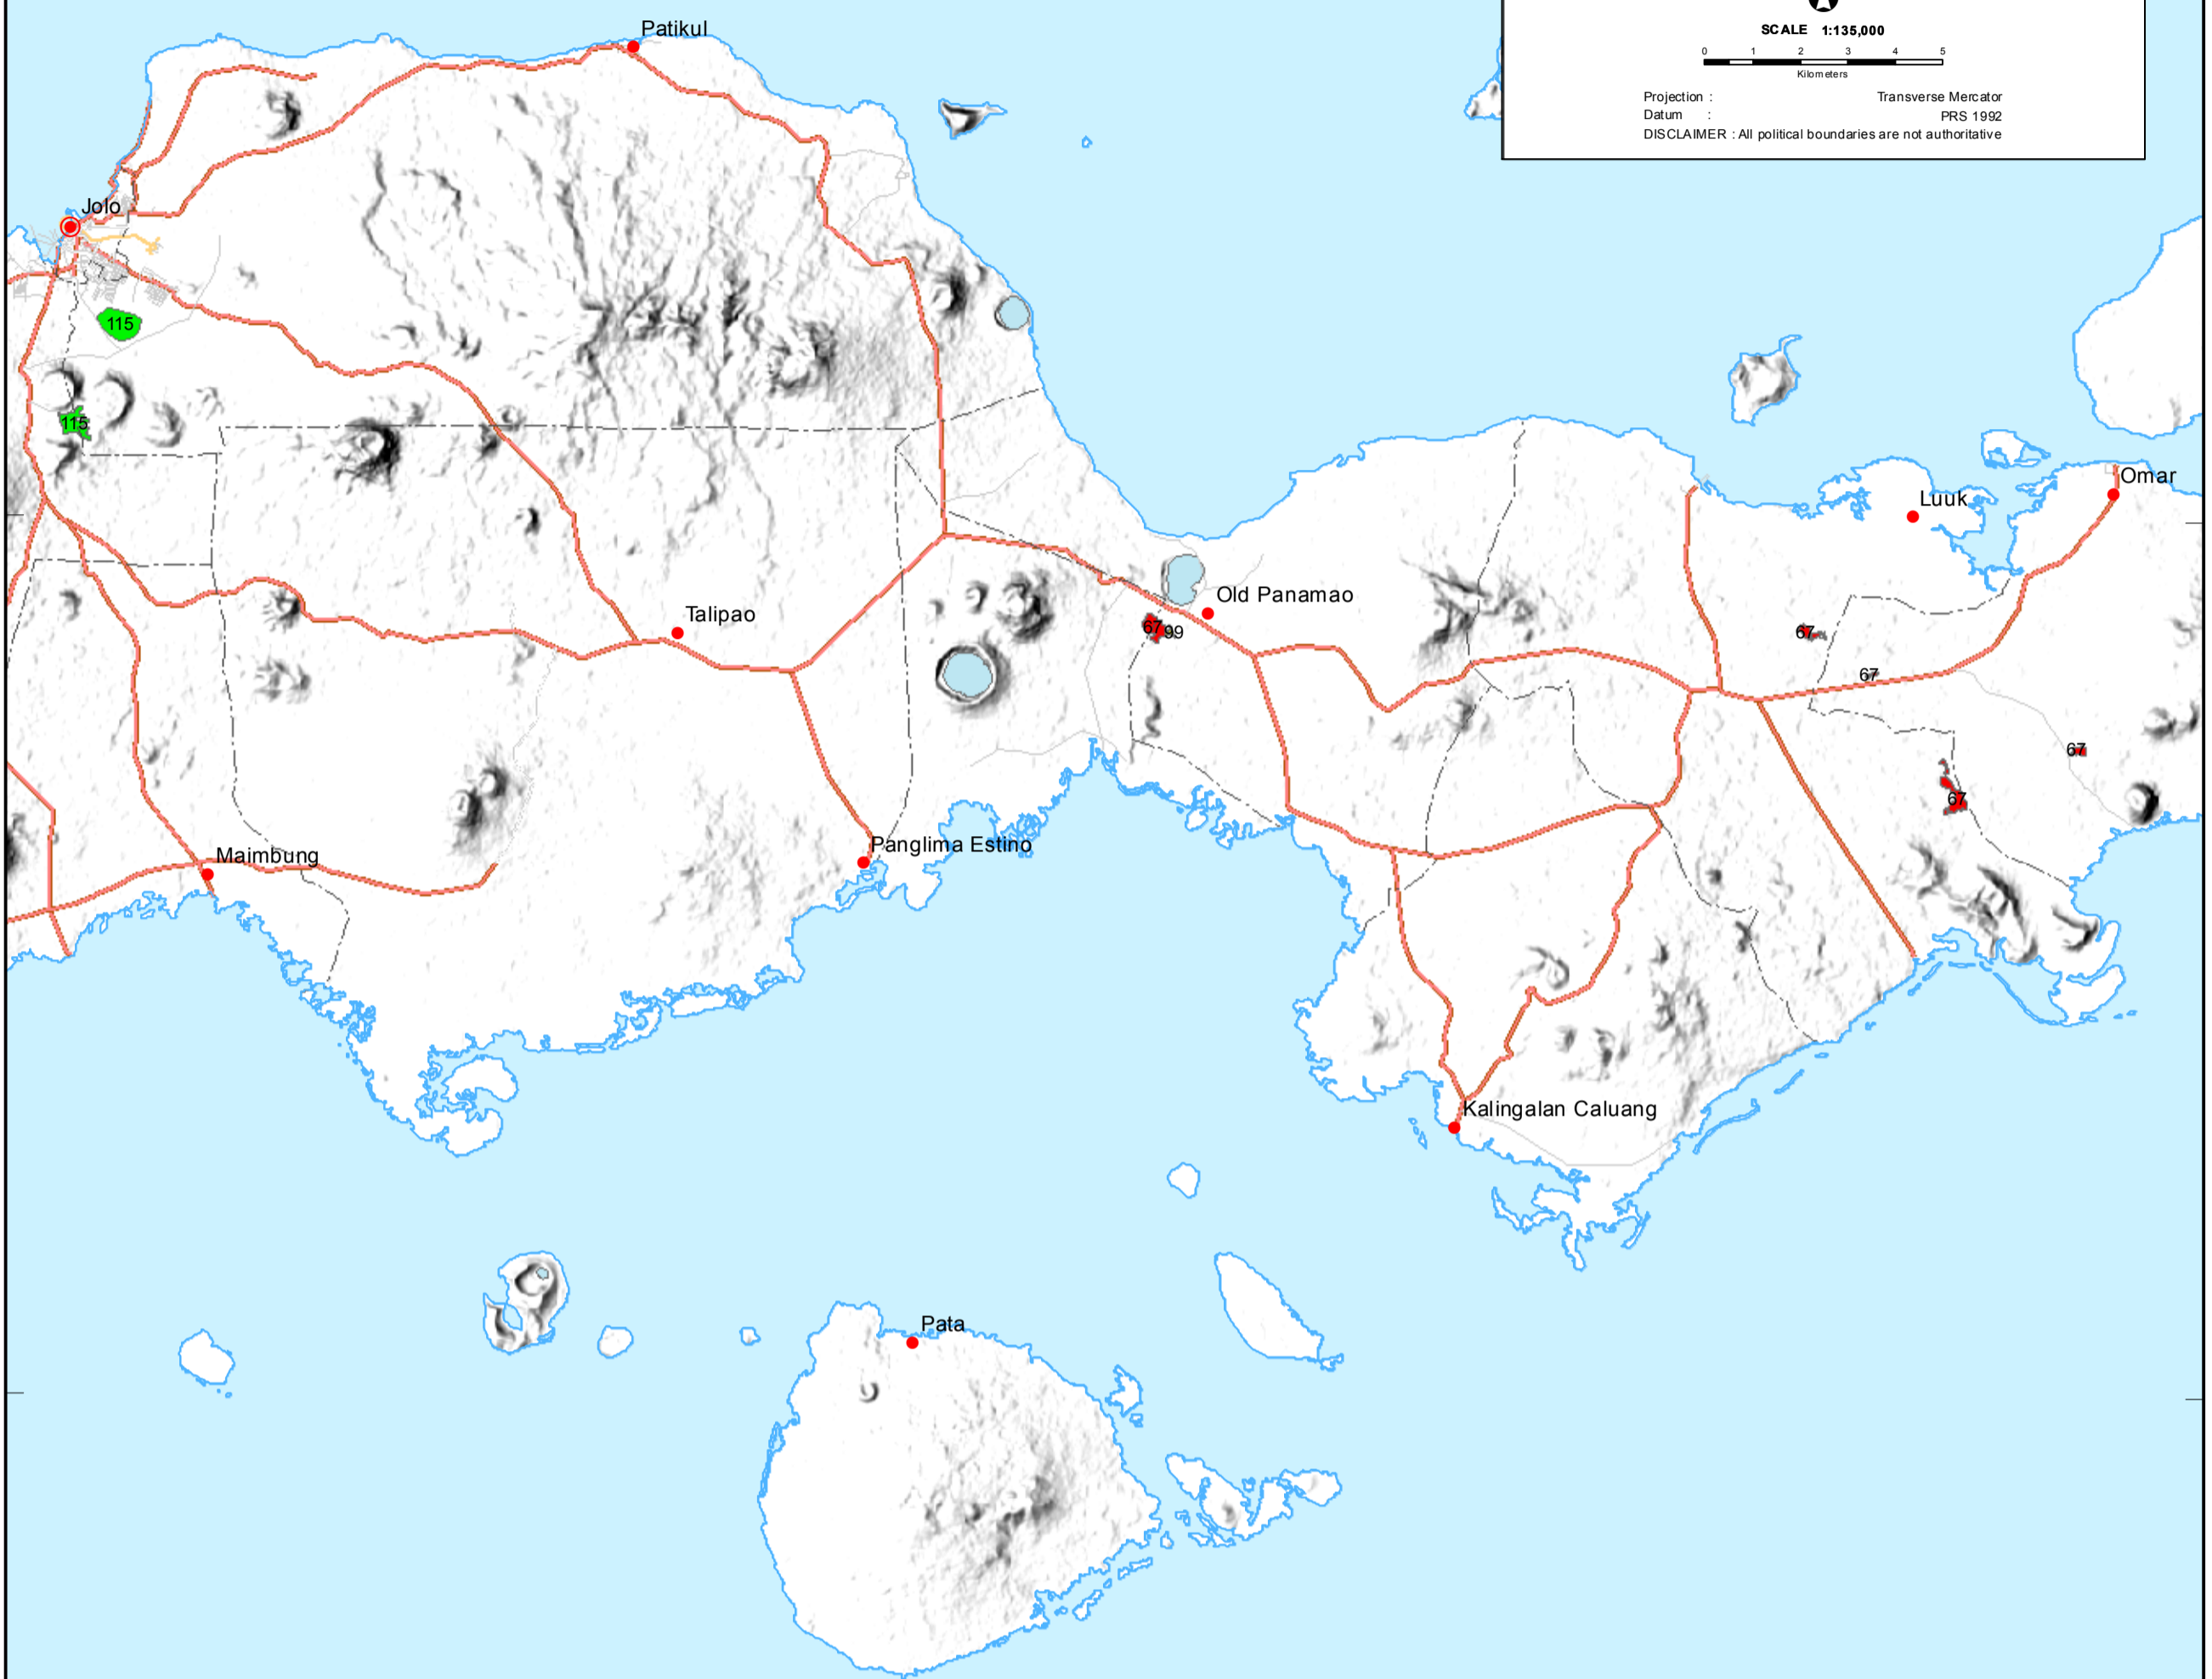 SCALE 1:135,000
0 1 2 3 4 5
Kilometers
Projection : Transverse Mercator
Datum : PRS 1992
DISCLAIMER : All political boundaries are not authoritative
Patikul
Jolo
115
115
Omar
Luuk
Old Panamao
Talipao
67 99
67
67
67
67
Panglima Estino
Maimbung
Kalingalan Caluang
Pata